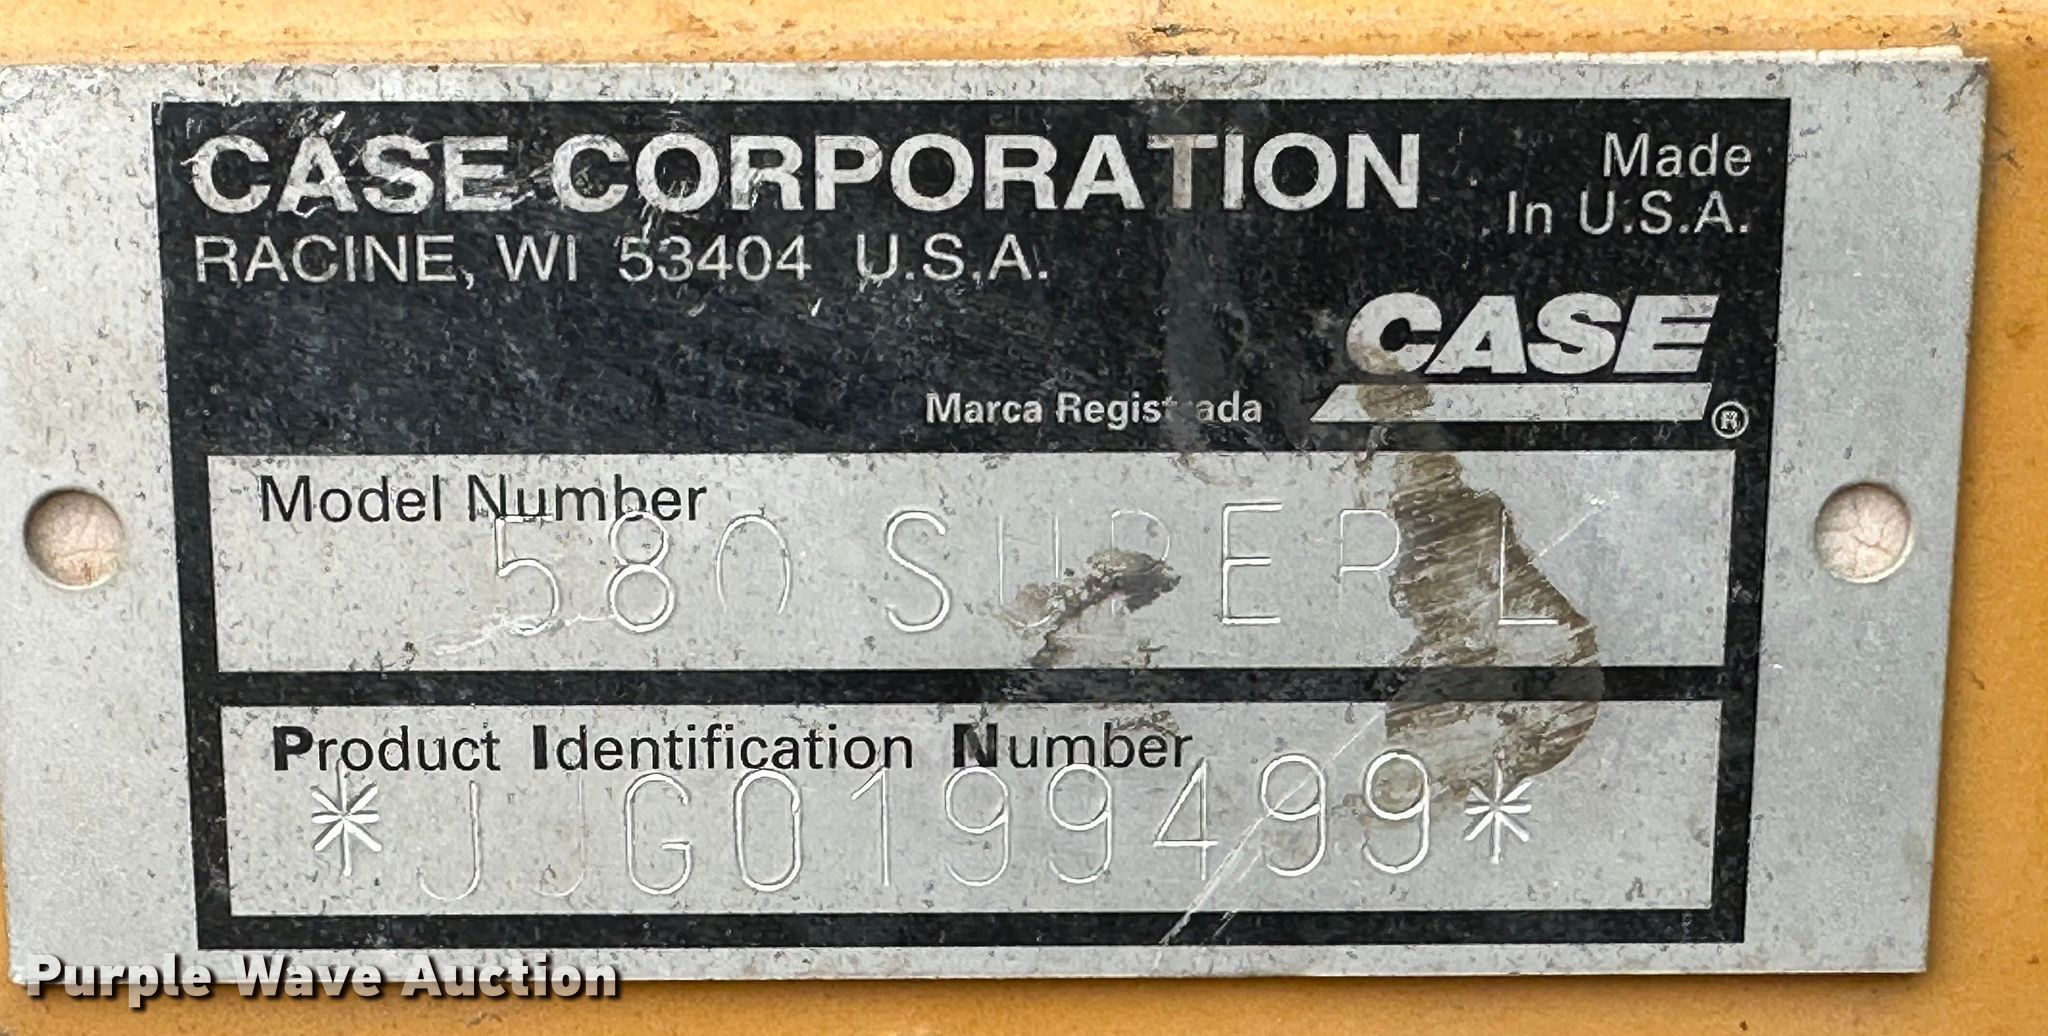 CASE CORPORATION
RACINE, WI 53404 U.S.A.
Made
In U.S.A.
CASE
Marca Registrada
®
Model Number
580 SUPER L
Product Identification Number
*JJG0199499*
Purple Wave Auction